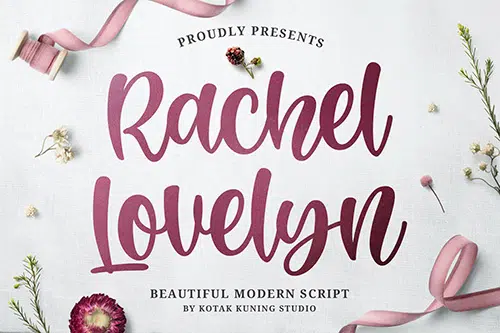 PROUDLY PRESENTS
Rachel
Lovelyn
BEAUTIFUL MODERN SCRIPT
BY KOTAK KUNING STUDIO